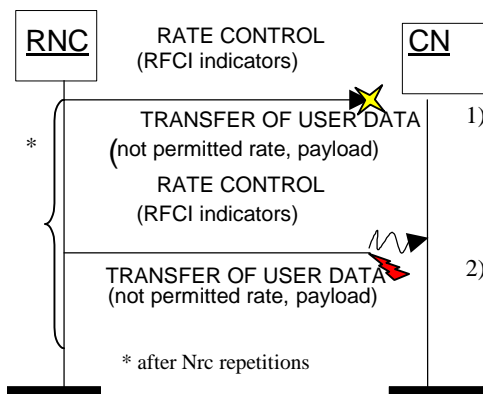 RNC
CN
RATE CONTROL
(RFCI indicators)
1)
TRANSFER OF USER DATA
(not permitted rate, payload)
*
RATE CONTROL
(RFCI indicators)
2)
TRANSFER OF USER DATA
(not permitted rate, payload)
* after Nrc repetitions